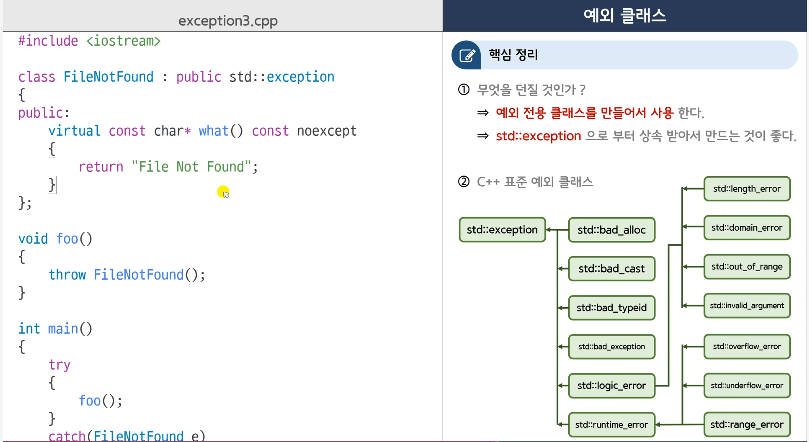 exception3.cpp
#include <iostream>
class FileNotFound : public std::exception
{
public:
    virtual const char* what() const noexcept
    {
        return "File Not Found";
    }
};
void foo()
{
    throw FileNotFound();
}
int main()
{
    try
    {
        foo();
    }
    catch(FileNotFound e)
예외 클래스
핵심 정리
① 무엇을 던질 것인가 ?
⇒ 예외 전용 클래스를 만들어서 사용 한다.
⇒ std::exception 으로 부터 상속 받아서 만드는 것이 좋다.
② C++ 표준 예외 클래스
std::exception
std::bad_alloc
std::bad_cast
std::bad_typeid
std::bad_exception
std::logic_error
std::runtime_error
std::length_error
std::domain_error
std::out_of_range
std::invalid_argument
std::overflow_error
std::underflow_error
std::range_error